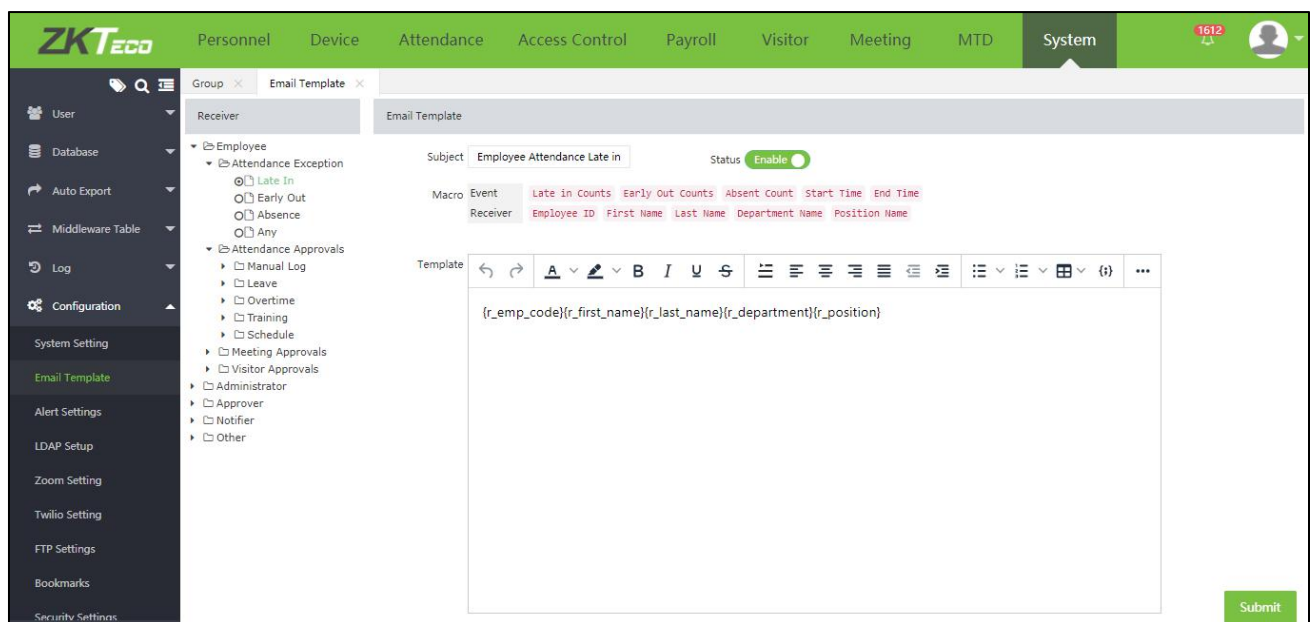 ZKTECO Personnel Device Attendance Access Control Payroll Visitor Meeting MTD System 1612
Group Email Template
User
Database
Auto Export
Middleware Table
Log
Configuration
System Setting
Email Template
Alert Settings
LDAP Setup
Zoom Setting
Twilio Setting
FTP Settings
Bookmarks
Security Settings
Receiver
Employee
Attendance Exception
Late In
Early Out
Absence
Any
Attendance Approvals
Manual Log
Leave
Overtime
Training
Schedule
Meeting Approvals
Visitor Approvals
Administrator
Approver
Notifier
Other
Email Template
Subject Employee Attendance Late in Status Enable
Macro Event Late in Counts Early Out Counts Absent Count Start Time End Time
Receiver Employee ID First Name Last Name Department Name Position Name
Template A B I U S {;} •••
{r_emp_code}{r_first_name}{r_last_name}{r_department}{r_position}
Submit